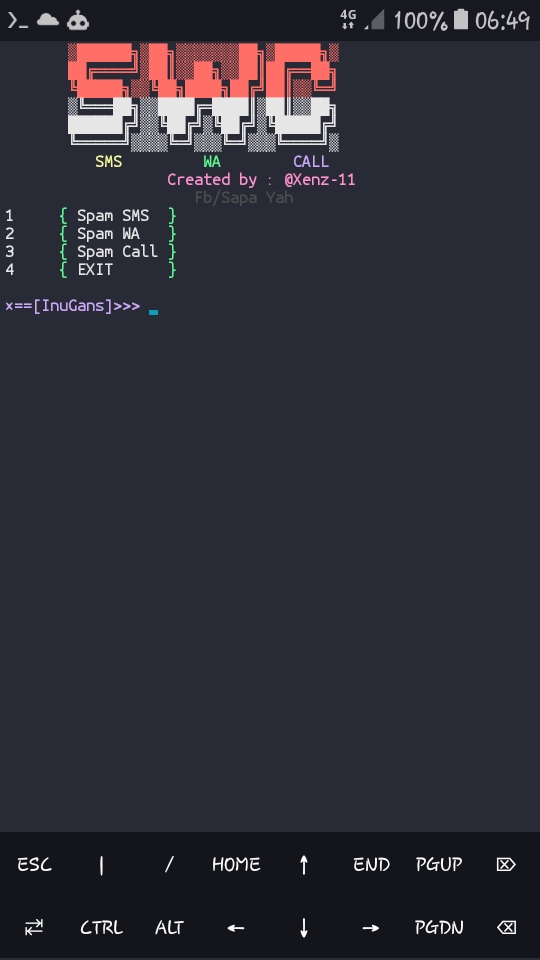 4G 100% 06:49
SMS WA CALL
Created by : @Xenz-11
Fb/Sapa Yah
1 { Spam SMS }
2 { Spam WA }
3 { Spam Call }
4 { EXIT }
×==[InuGans]>>>
ESC | / HOME ↑ END PGUP
CTRL ALT ← ↓ → PGDN